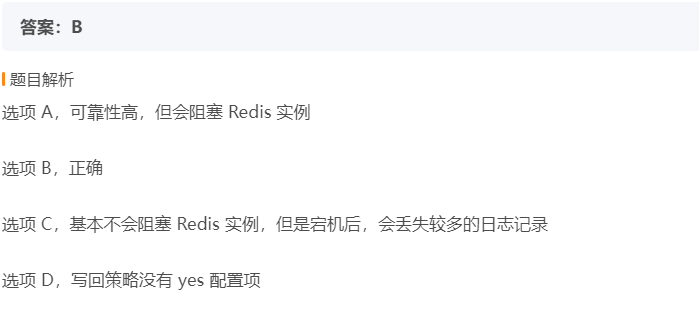 答案：B
题目解析
选项 A，可靠性高，但会阻塞 Redis 实例
选项 B，正确
选项 C，基本不会阻塞 Redis 实例，但是宕机后，会丢失较多的日志记录
选项 D，写回策略没有 yes 配置项